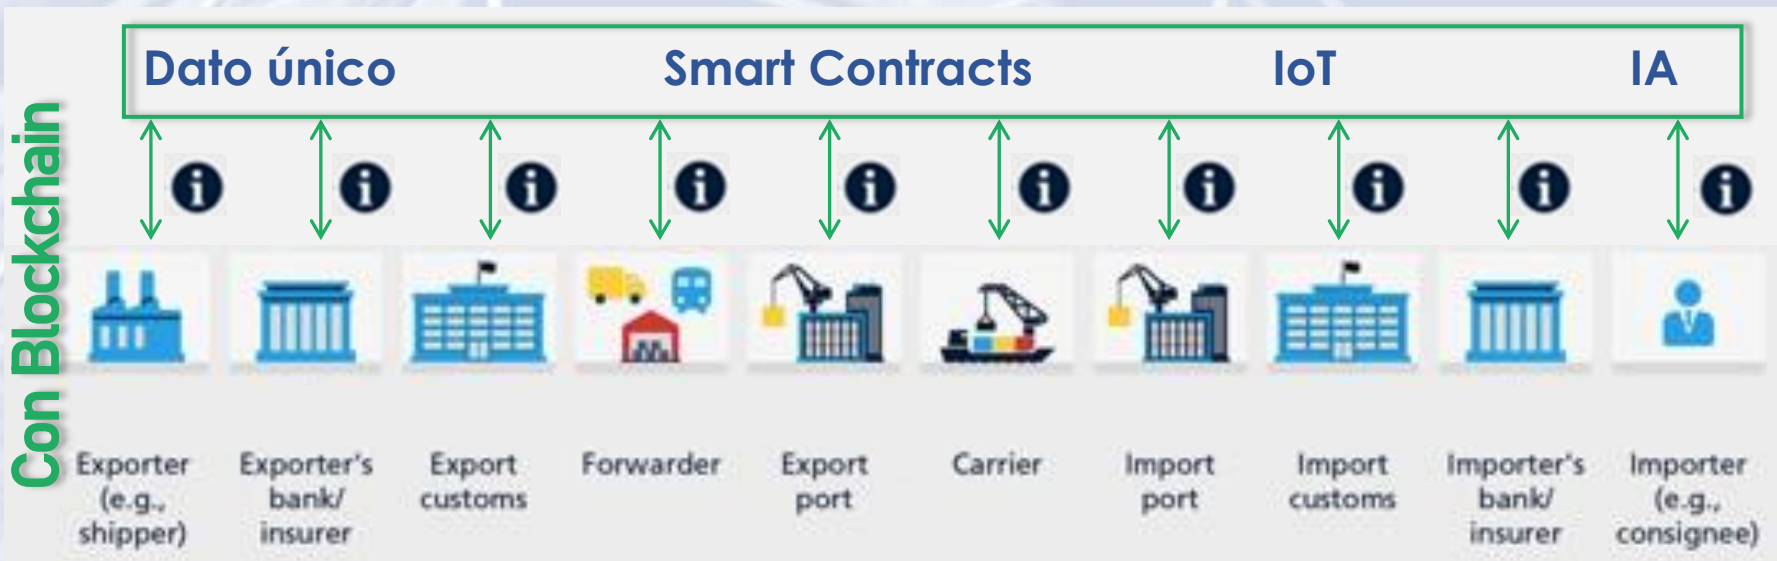 Con Blockchain
Dato único Smart Contracts IoT IA
i i i i i i i i i i
Exporter
(e.g.,
shipper)
Exporter's
bank/
insurer
Export
customs
Forwarder
Export
port
Carrier
Import
port
Import
customs
Importer's
bank/
insurer
Importer
(e.g.,
consignee)